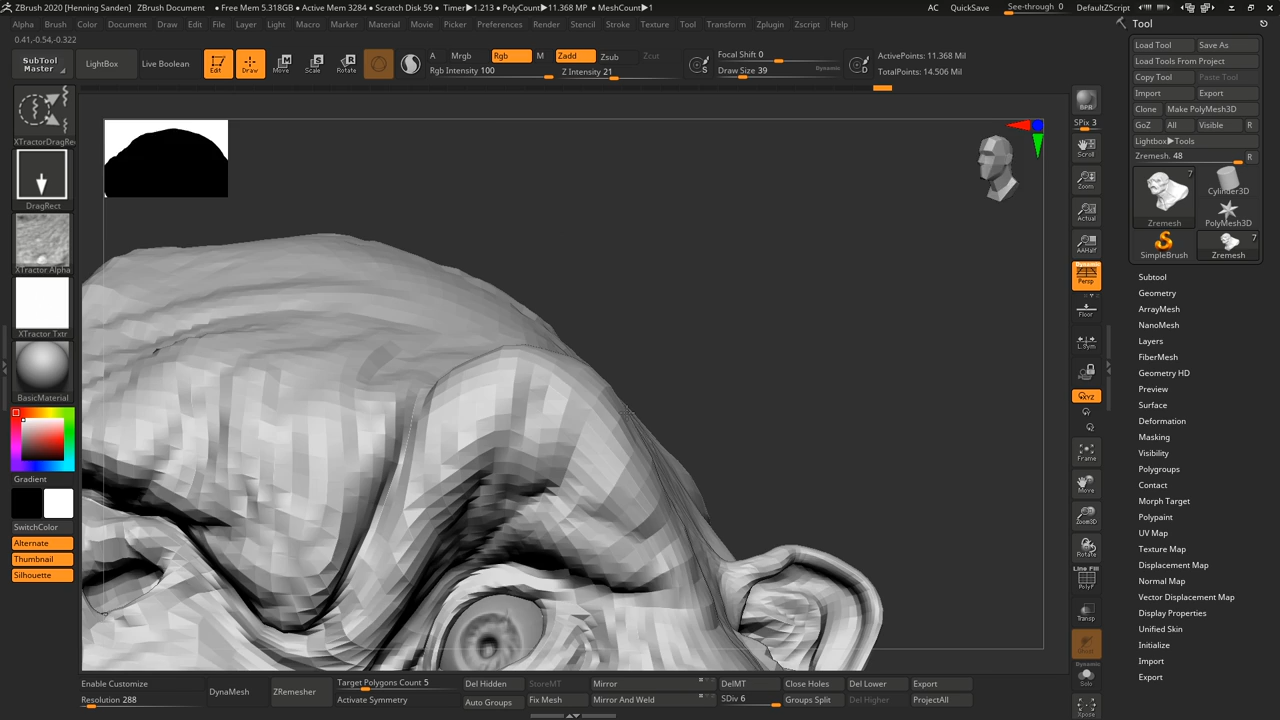 ZBrush 2020 [Henning Sanden] ZBrush Document • Free Mem 5.318GB • Active Mem 3284 • Scratch Disk 59 • Timer▶1.213 • PolyCount▶11.368 MP • MeshCount▶1 AC QuickSave See-through 0 DefaultZScript
Alpha Brush Color Document Draw Edit File Layer Light Macro Marker Material Movie Picker Preferences Render Stencil Stroke Texture Tool Transform Zplugin Zscript Help
Tool
0.41,-0.54,-0.322
SubTool Master
LightBox
Live Boolean
Edit
Draw
Move
Scale
Rotate
A Mrgb Rgb M Zadd Zsub Zcut
Rgb Intensity 100 Z Intensity 21
Focal Shift 0
Draw Size 39 Dynamic
S
D
ActivePoints: 11.368 Mil
TotalPoints: 14.506 Mil
Load Tool Save As
Load Tools From Project
Copy Tool Paste Tool
Import Export
Clone Make PolyMesh3D
GoZ All Visible R
Lightbox▶Tools
Zremesh. 48 R
7
Cylinder3D
Zremesh PolyMesh3D
7
SimpleBrush Zremesh
Subtool
Geometry
ArrayMesh
NanoMesh
Layers
FiberMesh
Geometry HD
Preview
Surface
Deformation
Masking
Visibility
Polygroups
Contact
Morph Target
Polypaint
UV Map
Texture Map
Displacement Map
Normal Map
Vector Displacement Map
Display Properties
Unified Skin
Initialize
Import
Export
XTractorDragRe
DragRect
XTractor Alpha
XTractor Txtr
BasicMaterial
Gradient
SwitchColor
Alternate
Thumbnail
Silhouette
BPR
SPix 3
Scroll
Zoom
Actual
AAHalf
Dynamic
Persp
Floor
L.Sym
XYZ
Frame
Move
Zoom3D
Rotate
Line Fill
PolyF
Transp
Ghost
Dynamic
Solo
Xpose
Enable Customize
Resolution 288
DynaMesh
ZRemesher
Target Polygons Count 5
Activate Symmetry
Del Hidden StoreMT Mirror DelMT Close Holes Del Lower Export
Auto Groups Fix Mesh Mirror And Weld SDiv 6 Groups Split Del Higher ProjectAll